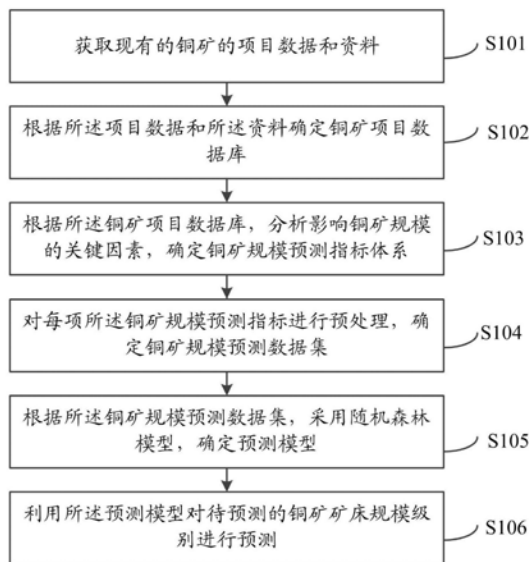 获取现有的铜矿的项目数据和资料
S101
根据所述项目数据和所述资料确定铜矿项目数
据库
S102
根据所述铜矿项目数据库，分析影响铜矿规模
的关键因素，确定铜矿规模预测指标体系
S103
对每项所述铜矿规模预测指标进行预处理，确
定铜矿规模预测数据集
S104
根据所述铜矿规模预测数据集，采用随机森林
模型，确定预测模型
S105
利用所述预测模型对待预测的铜矿矿床规模级
别进行预测
S106